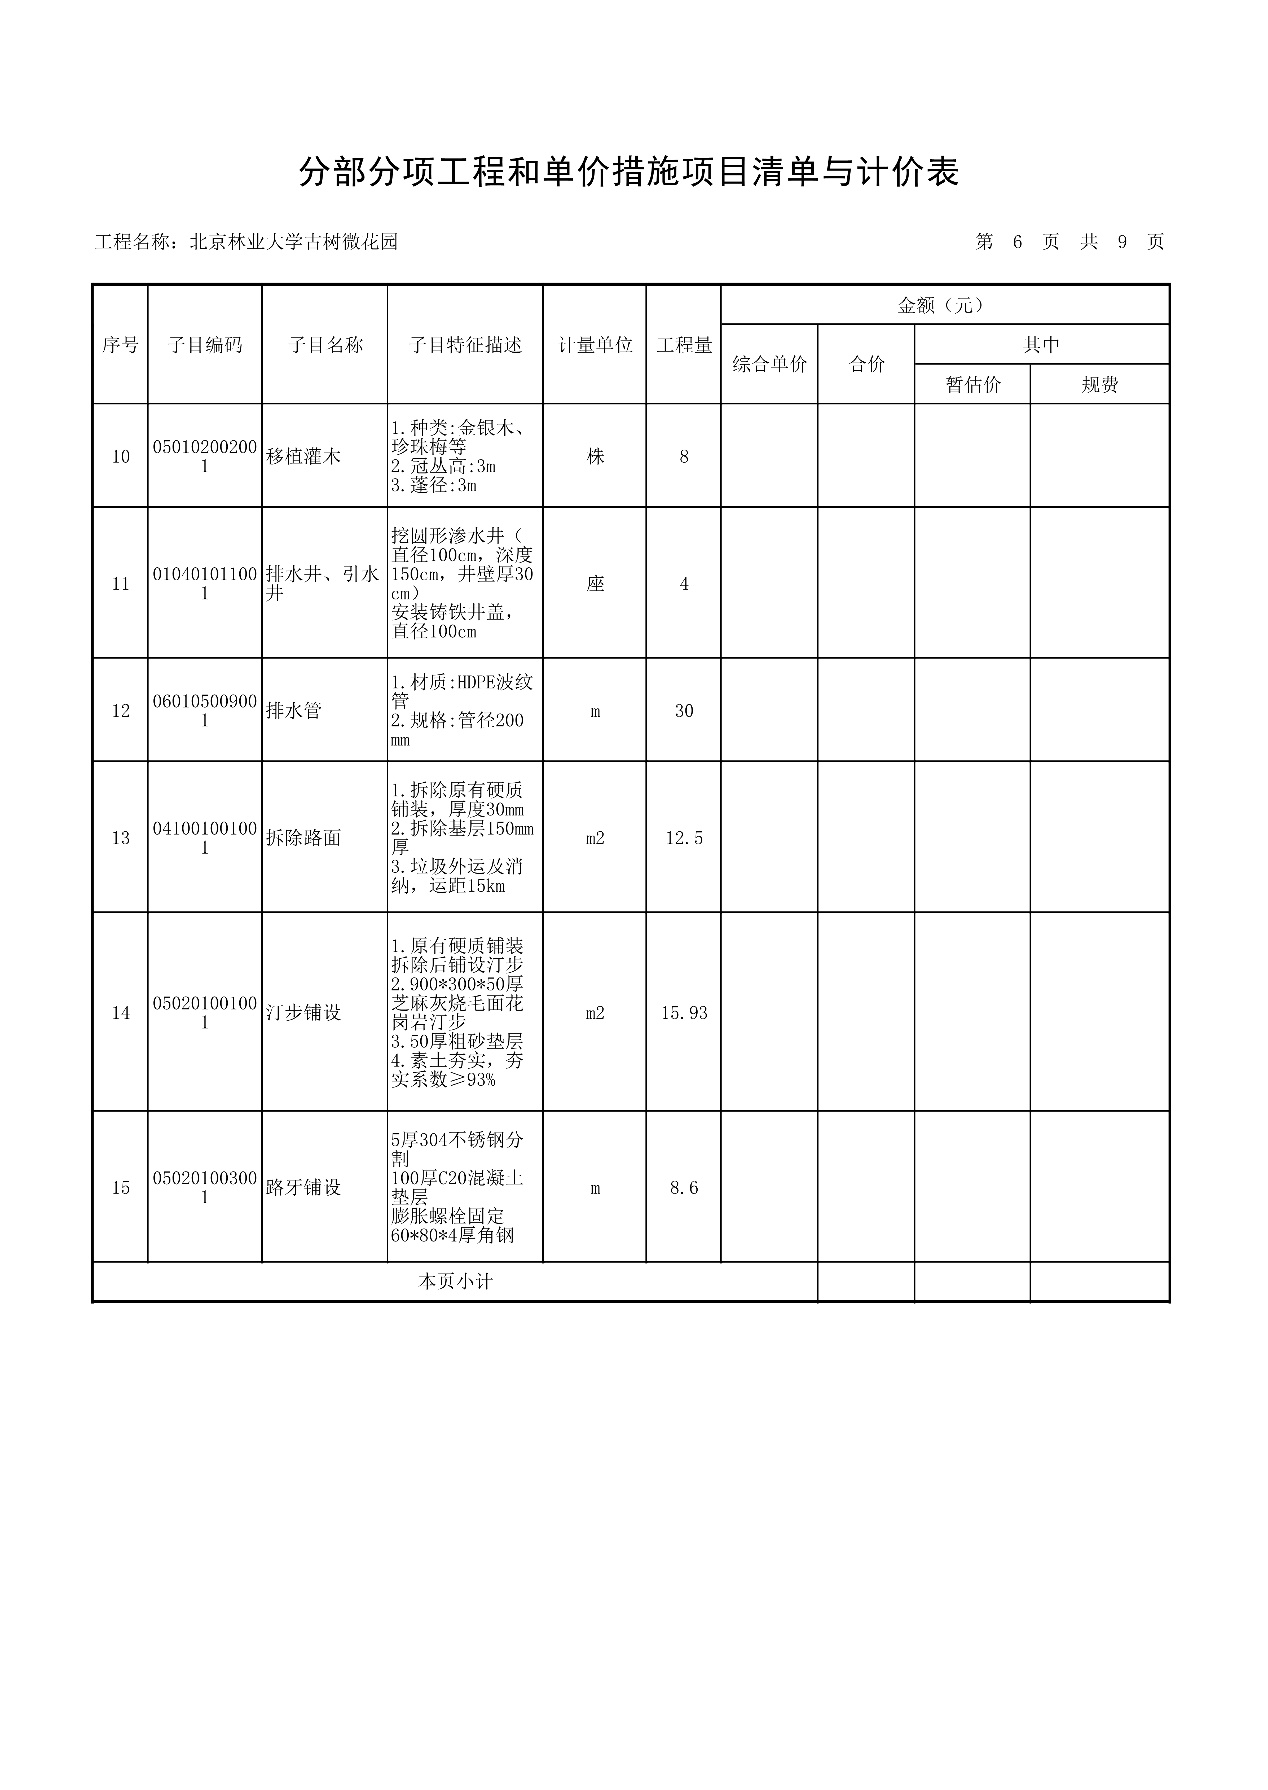 分部分项工程和单价措施项目清单与计价表
工程名称：北京林业大学古树微花园
第 6 页 共 9 页
序号
子目编码
子目名称
子目特征描述
计量单位
工程量
金额（元）
综合单价
合价
其中
暂估价
规费
10
05010200200
1
移植灌木
1.种类:金银木、
珍珠梅等
2.冠丛高:3m
3.蓬径:3m
株
8
11
01040101100
1
排水井、引水
井
挖圆形渗水井（
直径100cm，深度
150cm，井壁厚30
cm）
安装铸铁井盖，
直径100cm
座
4
12
06010500900
1
排水管
1.材质:HDPE波纹
管
2.规格:管径200
mm
m
30
13
04100100100
1
拆除路面
1.拆除原有硬质
铺装，厚度30mm
2.拆除基层150mm
厚
3.垃圾外运及消
纳，运距15km
m2
12.5
14
05020100100
1
汀步铺设
1.原有硬质铺装
拆除后铺设汀步
2.900*300*50厚
芝麻灰烧毛面花
岗岩汀步
3.50厚粗砂垫层
4.素土夯实，夯
实系数≥93%
m2
15.93
15
05020100300
1
路牙铺设
5厚304不锈钢分
割
100厚C20混凝土
垫层
膨胀螺栓固定
60*80*4厚角钢
m
8.6
本页小计